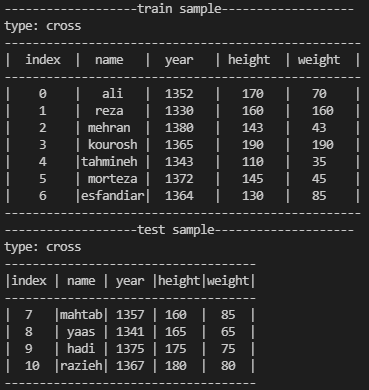 -------------------train sample-------------------
type: cross
---------------------------------------------------
|  index  |  name  |  year  |  height  |  weight  |
---------------------------------------------------
|    0    |    ali    |  1352  |   170   |   70    |
|    1    |   reza   |  1330  |   160   |   160   |
|    2    |  mehran  |  1380  |   143   |   43    |
|    3    |  kourosh |  1365  |   190   |   190   |
|    4    |tahmineh |  1343  |   110   |   35    |
|    5    |  morteza |  1372  |   145   |   45    |
|    6    |esfandiar|  1364  |   130   |   85    |
---------------------------------------------------
-------------------test sample--------------------
type: cross
------------------------------------
|index | name | year |height|weight|
------------------------------------
|  7   |mahtab| 1357 | 160  |  85  |
|  8   | yaas | 1341 | 165  |  65  |
|  9   | hadi | 1375 | 175  |  75  |
|  10  |razieh| 1367 | 180  |  80  |
------------------------------------